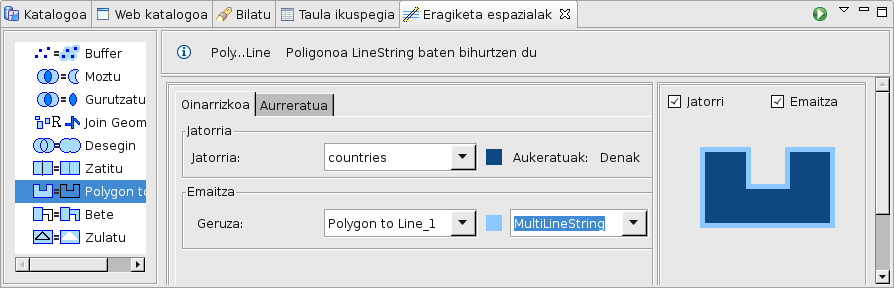 Katalogoa Web katalogoa Bilatu Taula ikuspegia Eragiketa espazialak
Buffer
Moztu
Gurutzatu
Join Geom
Desegin
Zatitu
Polygon to
Bete
Zulatu
Poly...Line Poligonoa LineString baten bihurtzen du
Oinarrizkoa Aurreratua
Jatorria
Jatorria: countries Aukeratuak: Denak
Emaitza
Geruza: Polygon to Line_1 MultiLineString
Jatorri Emaitza